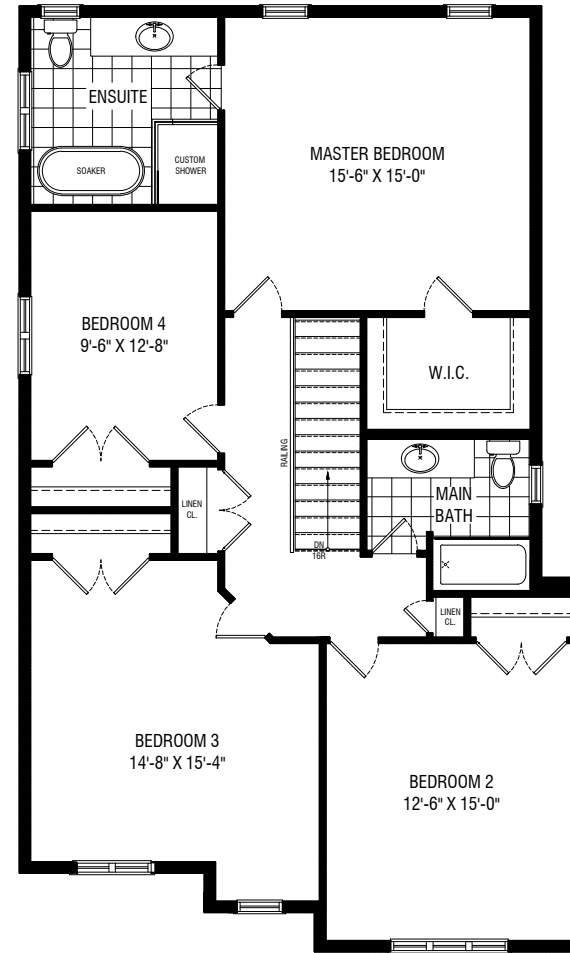 ENSUITE
SOAKER
CUSTOM
SHOWER
MASTER BEDROOM
15'-6" X 15'-0"
BEDROOM 4
9'-6" X 12'-8"
W.I.C.
RAILING
LINEN
CL.
MAIN
BATH
DN
16R
LINEN
CL.
BEDROOM 3
14'-8" X 15'-4"
BEDROOM 2
12'-6" X 15'-0"